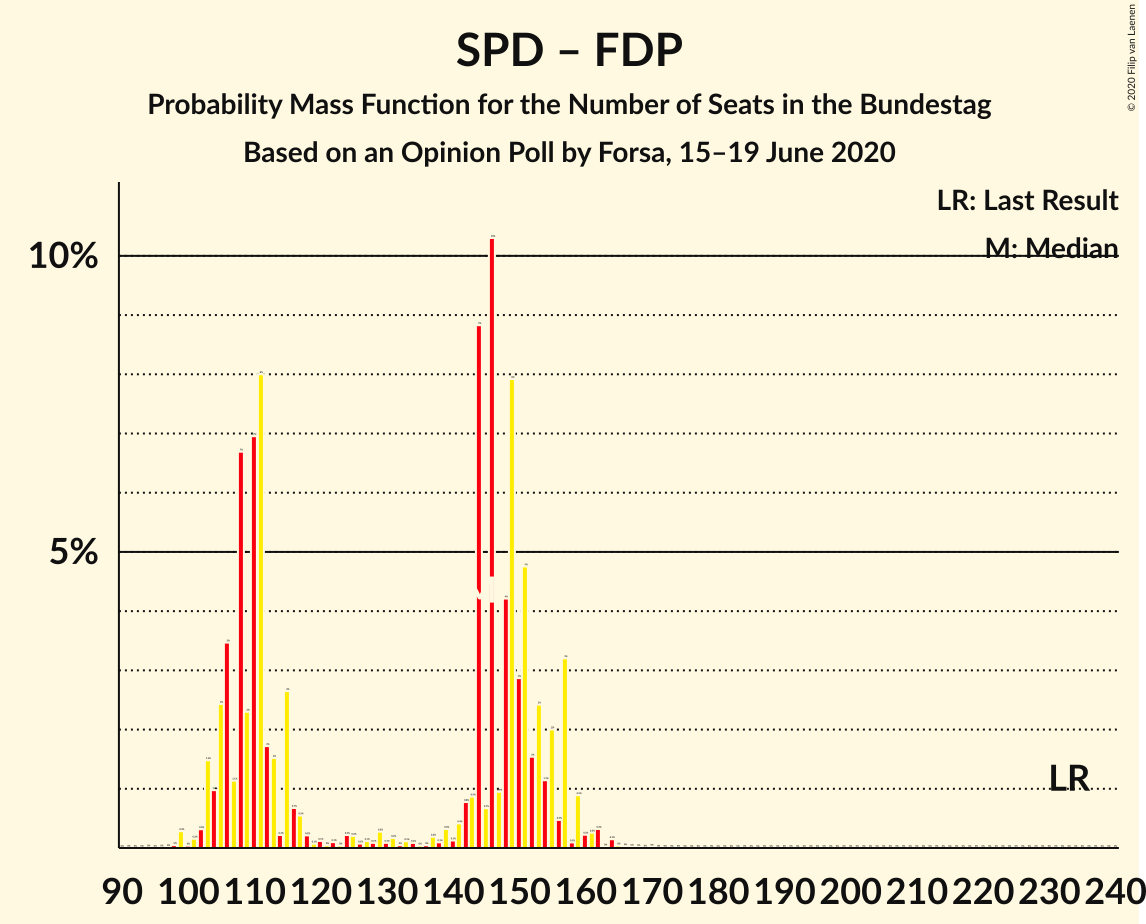 SPD – FDP
Probability Mass Function for the Number of Seats in the Bundestag
Based on an Opinion Poll by Forsa, 15–19 June 2020
© 2020 Filip van Laenen
LR: Last Result
M: Median
10%
5%
LR
90 100 110 120 130 140 150 160 170 180 190 200 210 220 230 240